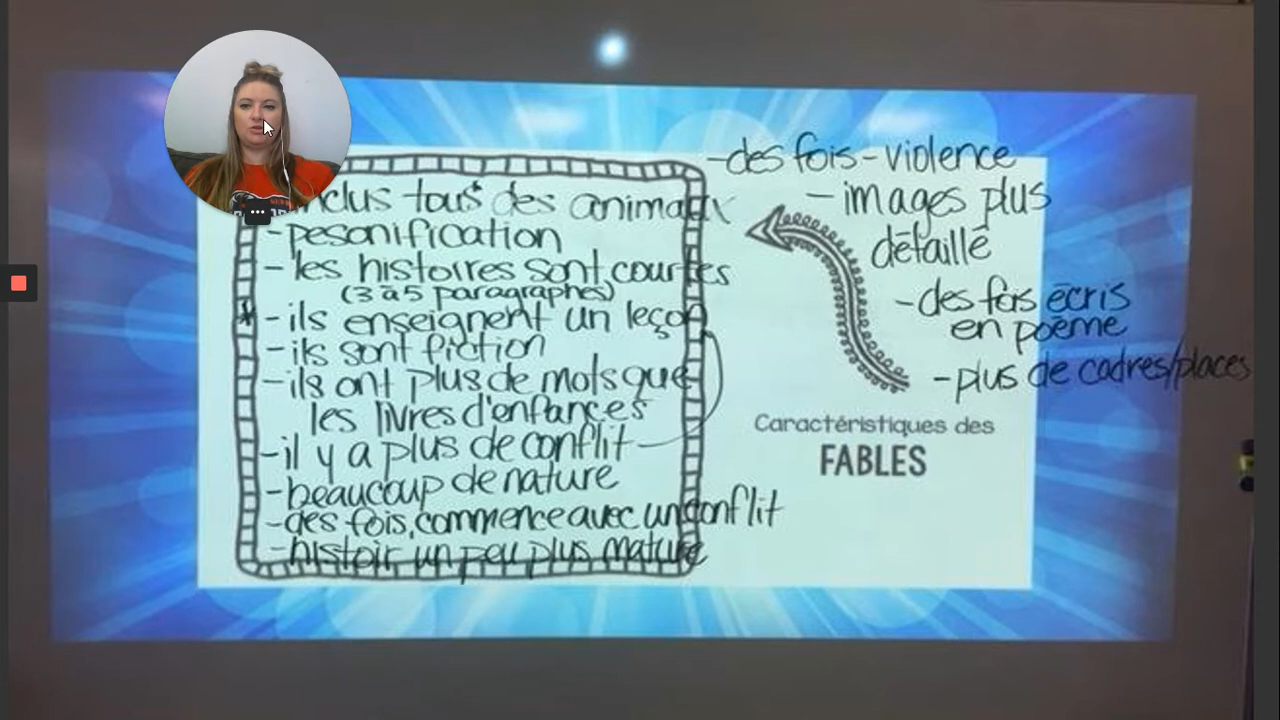 inclus tous des animaux
- pesonification
- les histoires sont courtes
(3 à 5 paragraphes)
* - ils enseignent un leçon
- ils sont fiction
- ils ont plus de mots que
les livres d'enfances
- il y a plus de conflit
- beaucoup de nature
- des fois, commence avec un conflit
- histoir un peu plus mature
- des fois - violence
- images plus
détaillé
- des fois écris
en poème
- plus de cadres/places
Caractéristiques des
FABLES